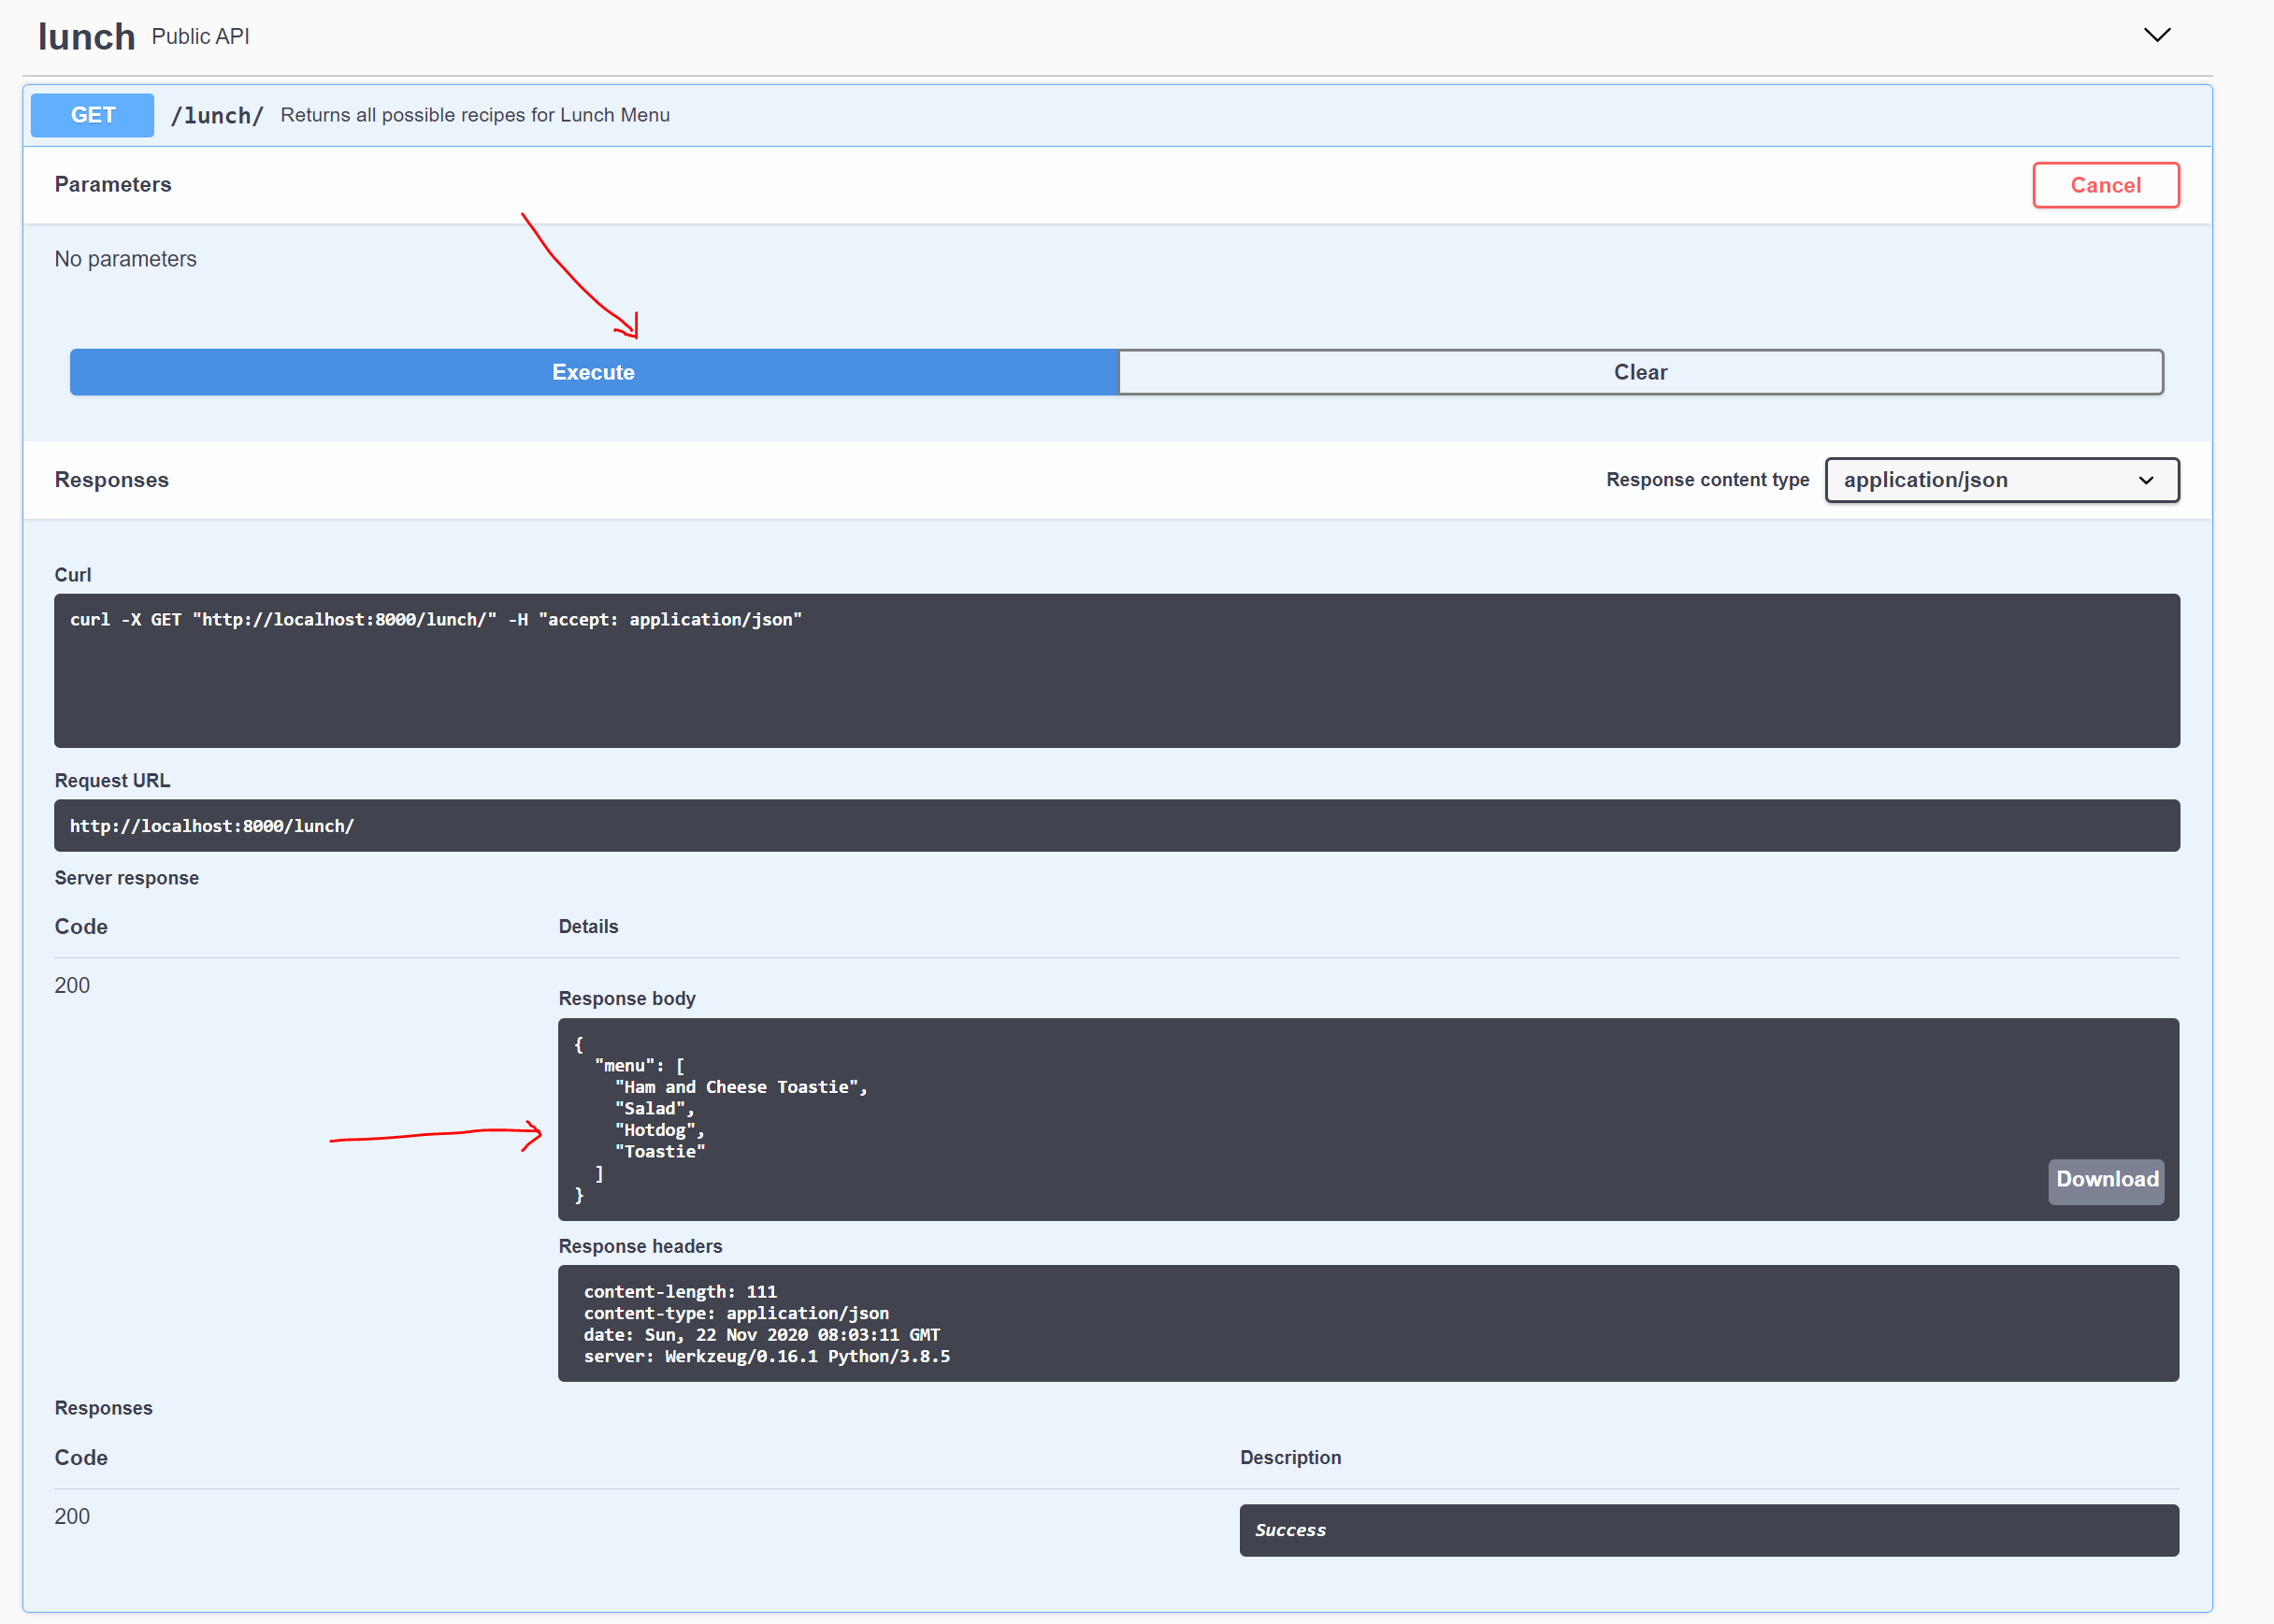 lunch Public API
GET /lunch/ Returns all possible recipes for Lunch Menu
Parameters
Cancel
No parameters
Execute
Clear
Responses
Response content type
application/json
Curl
curl -X GET "http://localhost:8000/lunch/" -H "accept: application/json"
Request URL
http://localhost:8000/lunch/
Server response
Code
Details
200
Response body
{
  "menu": [
    "Ham and Cheese Toastie",
    "Salad",
    "Hotdog",
    "Toastie"
  ]
}
Download
Response headers
content-length: 111
content-type: application/json
date: Sun, 22 Nov 2020 08:03:11 GMT
server: Werkzeug/0.16.1 Python/3.8.5
Responses
Code
Description
200
Success